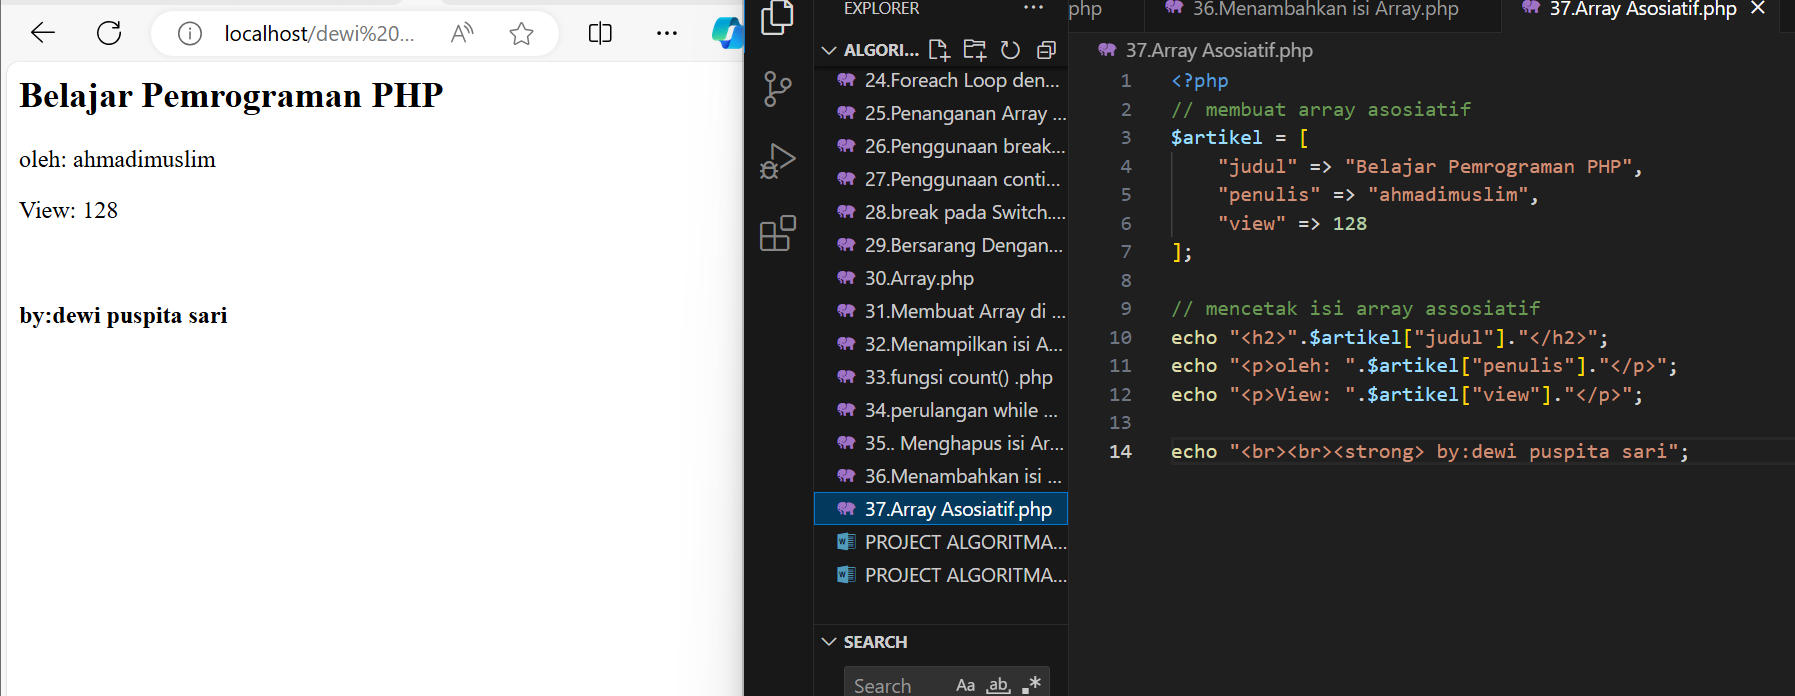 localhost/dewi%20...
Belajar Pemrograman PHP
oleh: ahmadimuslim
View: 128
by:dewi puspita sari
EXPLORER
ALGORI...
24.Foreach Loop den...
25.Penanganan Array ...
26.Penggunaan break...
27.Penggunaan conti...
28.break pada Switch....
29.Bersarang Dengan...
30.Array.php
31.Membuat Array di ...
32.Menampilkan isi A...
33.fungsi count() .php
34.perulangan while ...
35.. Menghapus isi Ar...
36.Menambahkan isi ...
37.Array Asosiatif.php
PROJECT ALGORITMA...
PROJECT ALGORITMA...
SEARCH
Search Aa ab .*
php 36.Menambahkan isi Array.php 37.Array Asosiatif.php
37.Array Asosiatif.php
1 <?php
2 // membuat array asosiatif
3 $artikel = [
4 "judul" => "Belajar Pemrograman PHP",
5 "penulis" => "ahmadimuslim",
6 "view" => 128
7 ];
8
9 // mencetak isi array assosiatif
10 echo "<h2>".$artikel["judul"]."</h2>";
11 echo "<p>oleh: ".$artikel["penulis"]."</p>";
12 echo "<p>View: ".$artikel["view"]."</p>";
13
14 echo "<br><br><strong> by:dewi puspita sari";